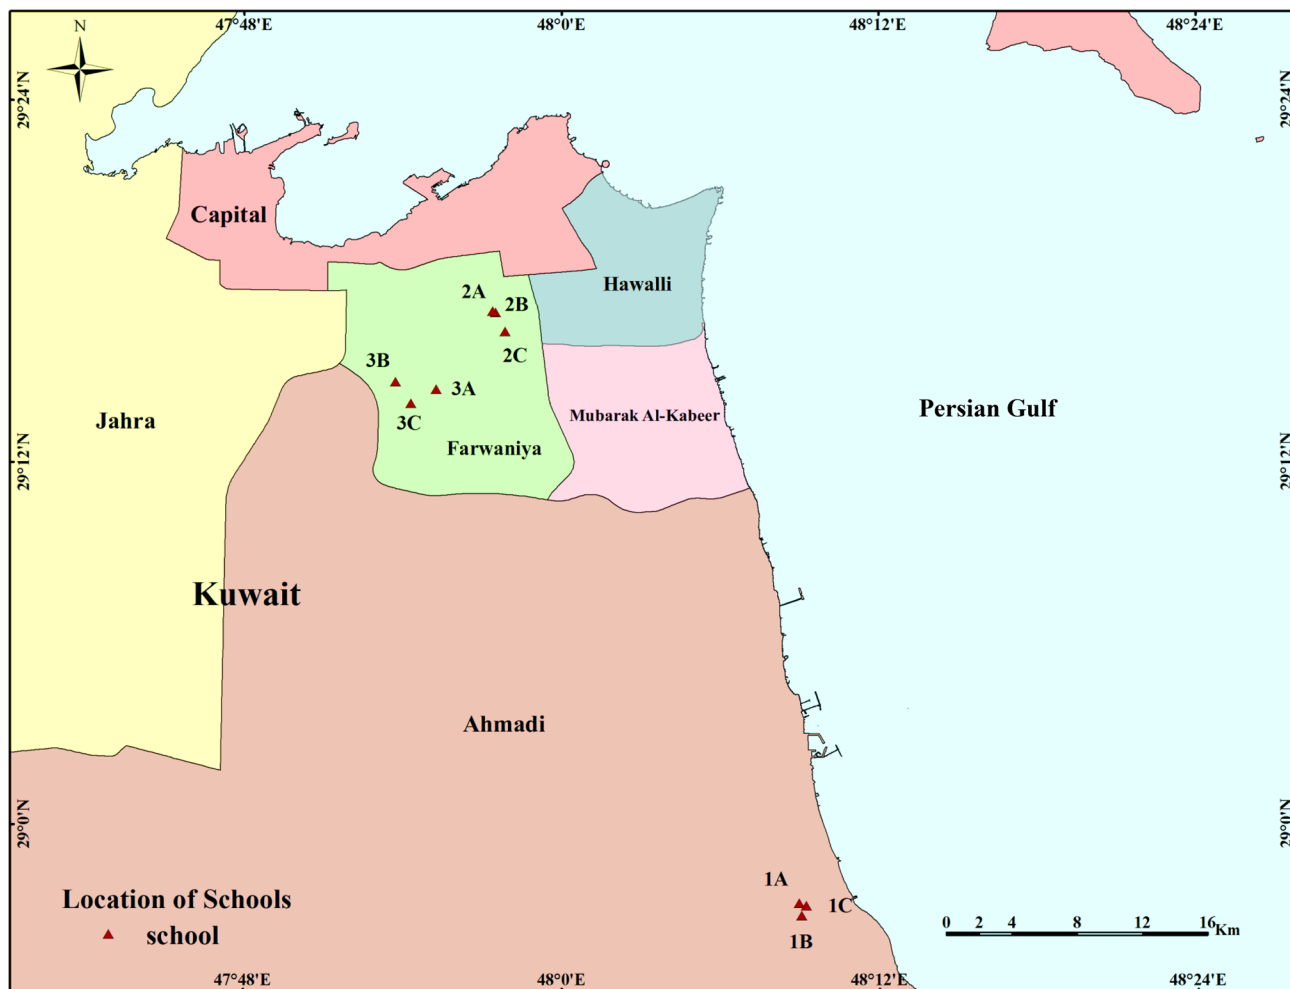 47°48'E 48°0'E 48°12'E 48°24'E
N
29°24'N 29°24'N
Capital
Hawalli
2A 2B
2C
3B
3A
3C
Mubarak Al-Kabeer
Persian Gulf
Jahra
Farwaniya
29°12'N 29°12'N
Kuwait
Ahmadi
29°0'N 29°0'N
1A
1C
1B
Location of Schools
school
0 2 4 8 12 16
Km
47°48'E 48°0'E 48°12'E 48°24'E